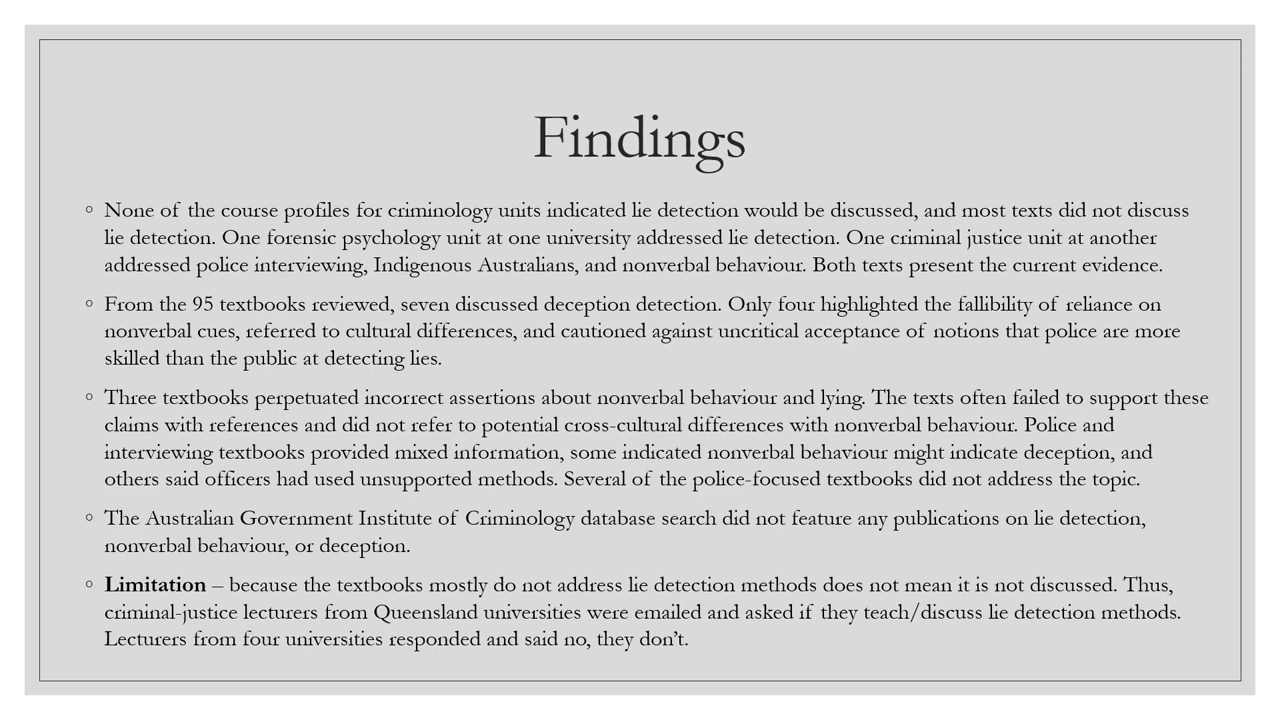 Findings
◦ None of the course profiles for criminology units indicated lie detection would be discussed, and most texts did not discuss
lie detection. One forensic psychology unit at one university addressed lie detection. One criminal justice unit at another
addressed police interviewing, Indigenous Australians, and nonverbal behaviour. Both texts present the current evidence.
◦ From the 95 textbooks reviewed, seven discussed deception detection. Only four highlighted the fallibility of reliance on
nonverbal cues, referred to cultural differences, and cautioned against uncritical acceptance of notions that police are more
skilled than the public at detecting lies.
◦ Three textbooks perpetuated incorrect assertions about nonverbal behaviour and lying. The texts often failed to support these
claims with references and did not refer to potential cross-cultural differences with nonverbal behaviour. Police and
interviewing textbooks provided mixed information, some indicated nonverbal behaviour might indicate deception, and
others said officers had used unsupported methods. Several of the police-focused textbooks did not address the topic.
◦ The Australian Government Institute of Criminology database search did not feature any publications on lie detection,
nonverbal behaviour, or deception.
◦ Limitation – because the textbooks mostly do not address lie detection methods does not mean it is not discussed. Thus,
criminal-justice lecturers from Queensland universities were emailed and asked if they teach/discuss lie detection methods.
Lecturers from four universities responded and said no, they don’t.